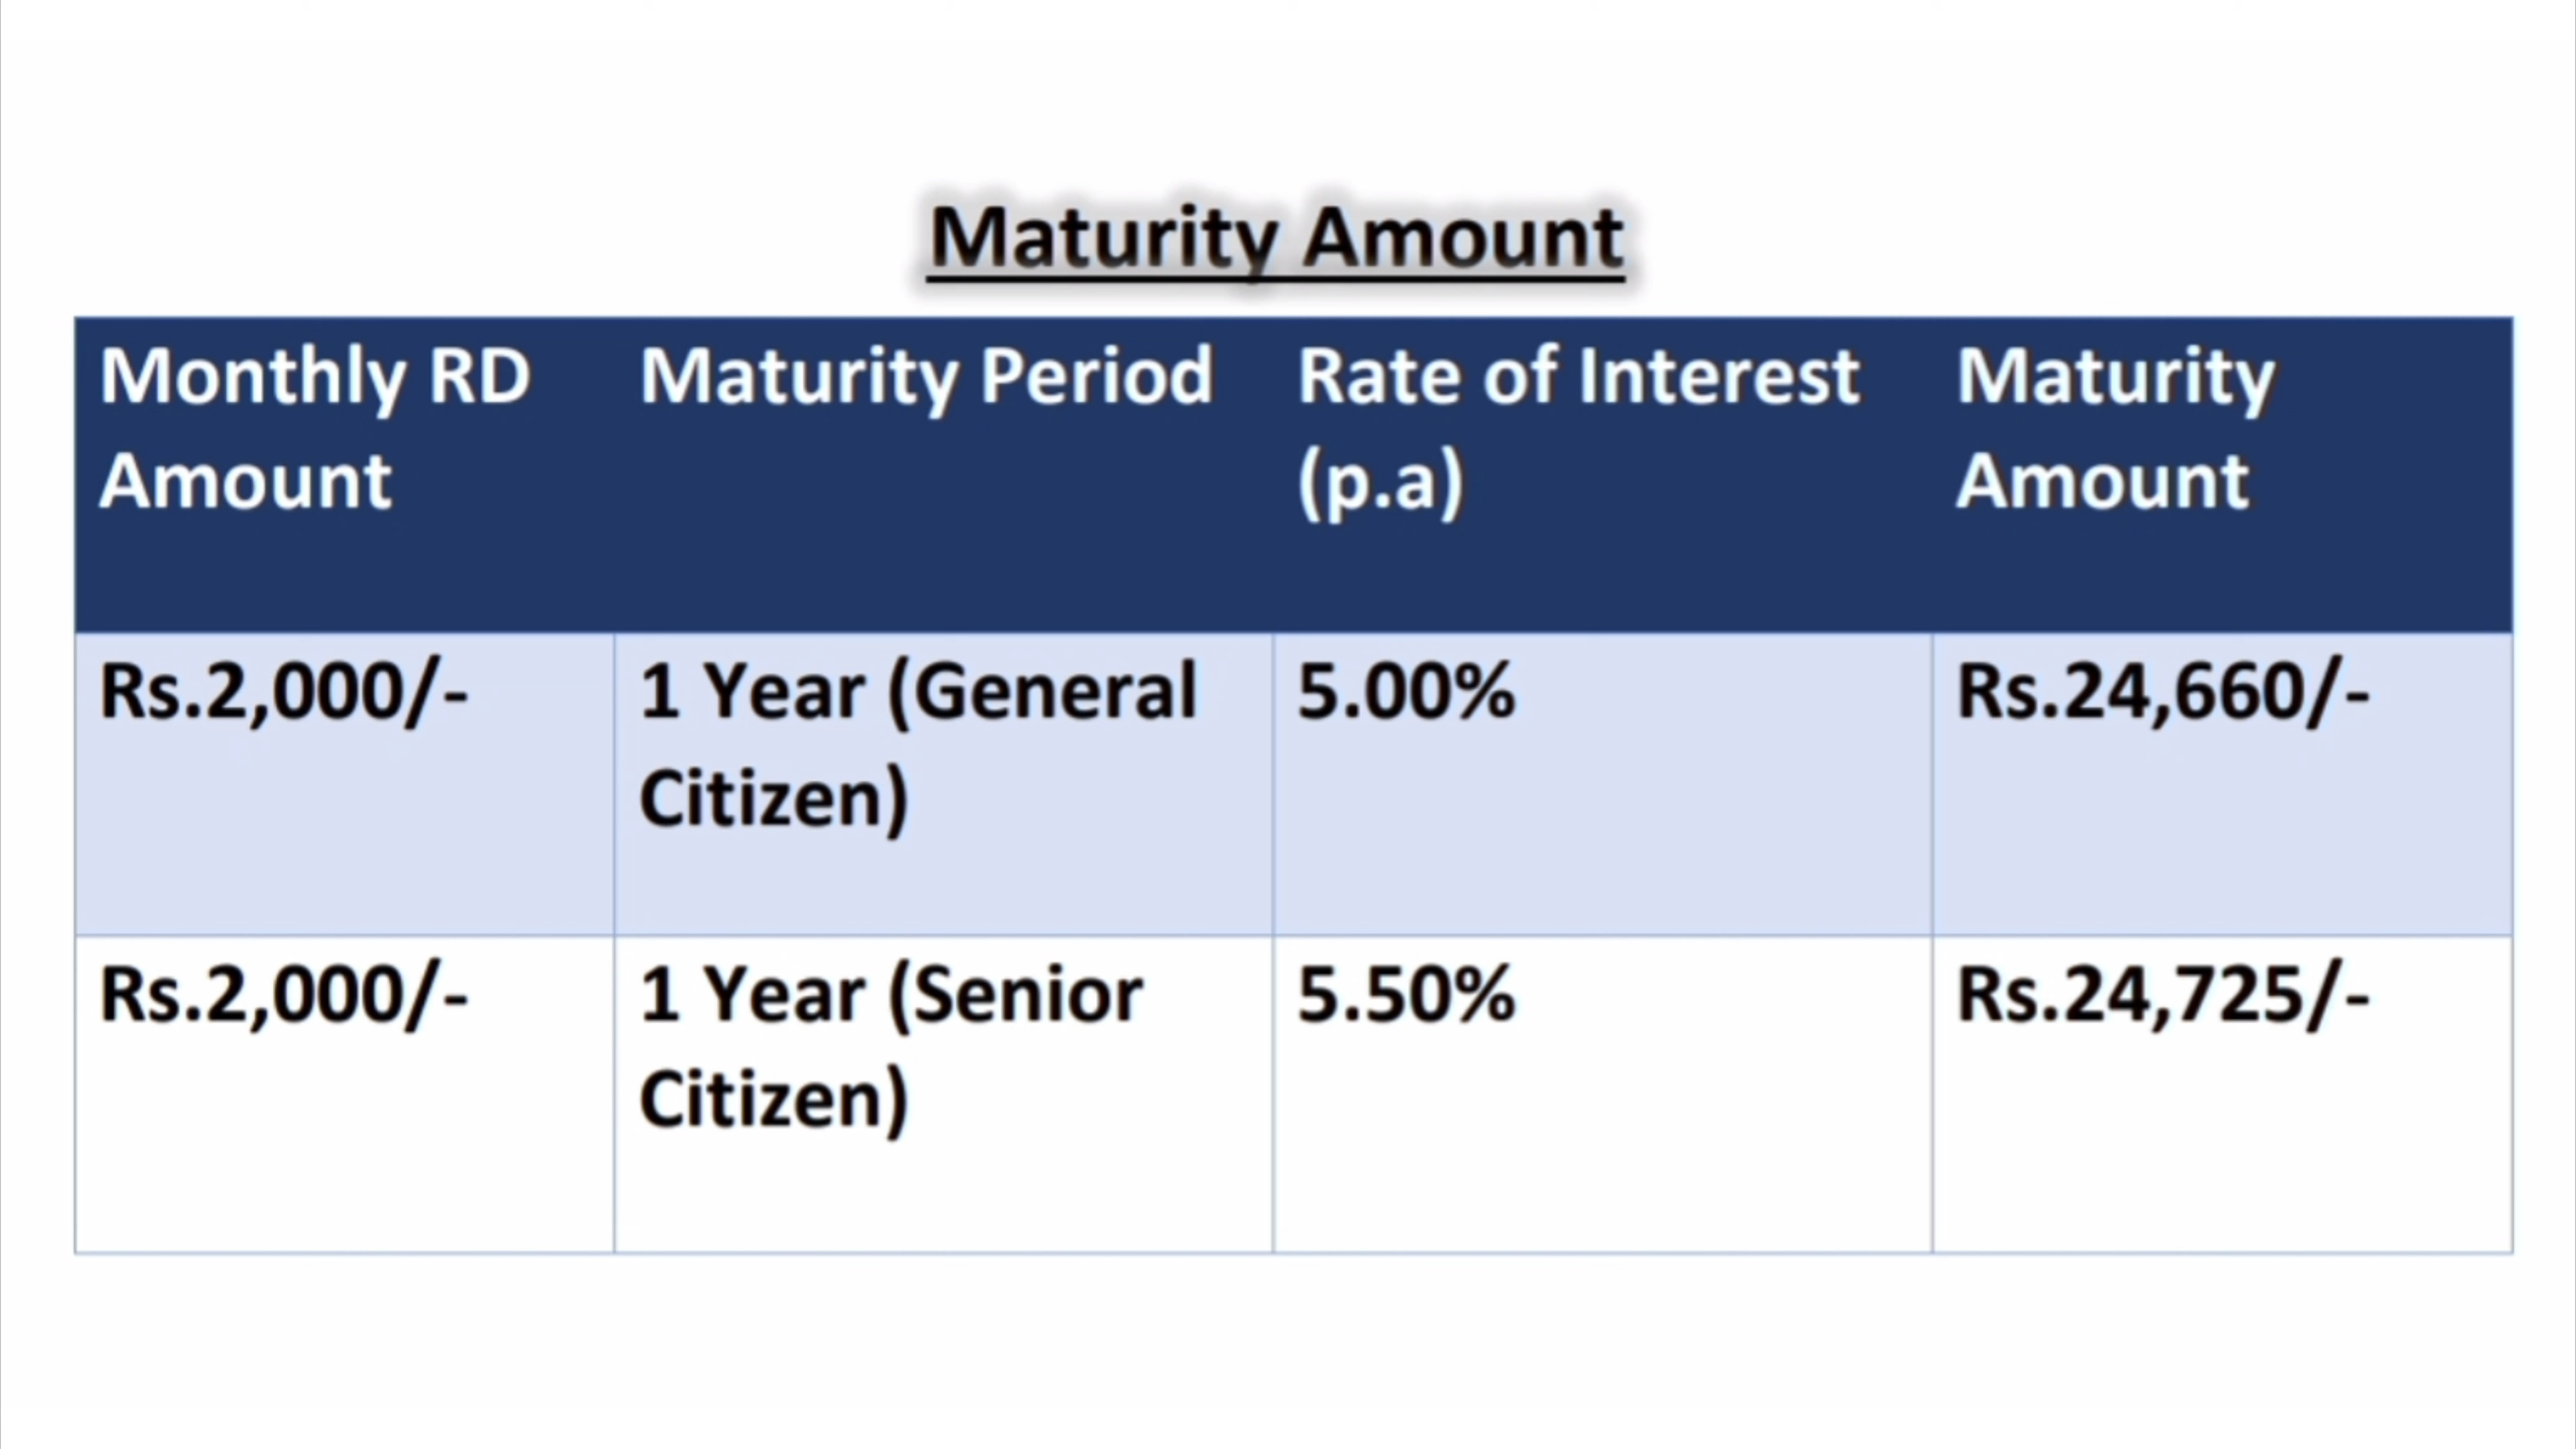 Maturity Amount
Monthly RD Amount
Maturity Period
Rate of Interest (p.a)
Maturity Amount
Rs.2,000/-
1 Year (General Citizen)
5.00%
Rs.24,660/-
Rs.2,000/-
1 Year (Senior Citizen)
5.50%
Rs.24,725/-